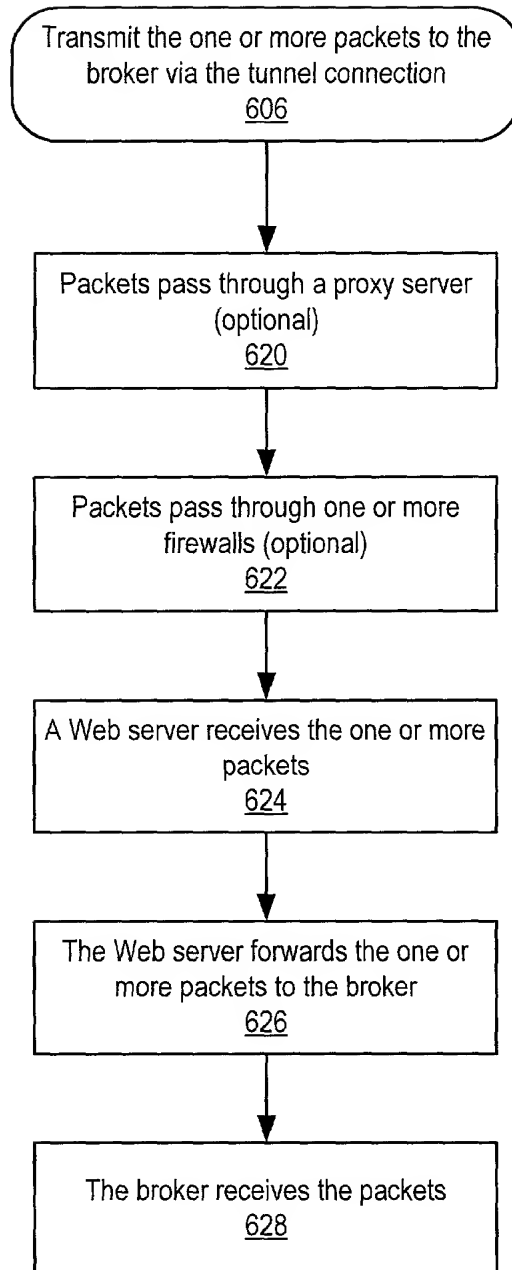 Transmit the one or more packets to the
broker via the tunnel connection
606
Packets pass through a proxy server
(optional)
620
Packets pass through one or more
firewalls (optional)
622
A Web server receives the one or more
packets
624
The Web server forwards the one or
more packets to the broker
626
The broker receives the packets
628